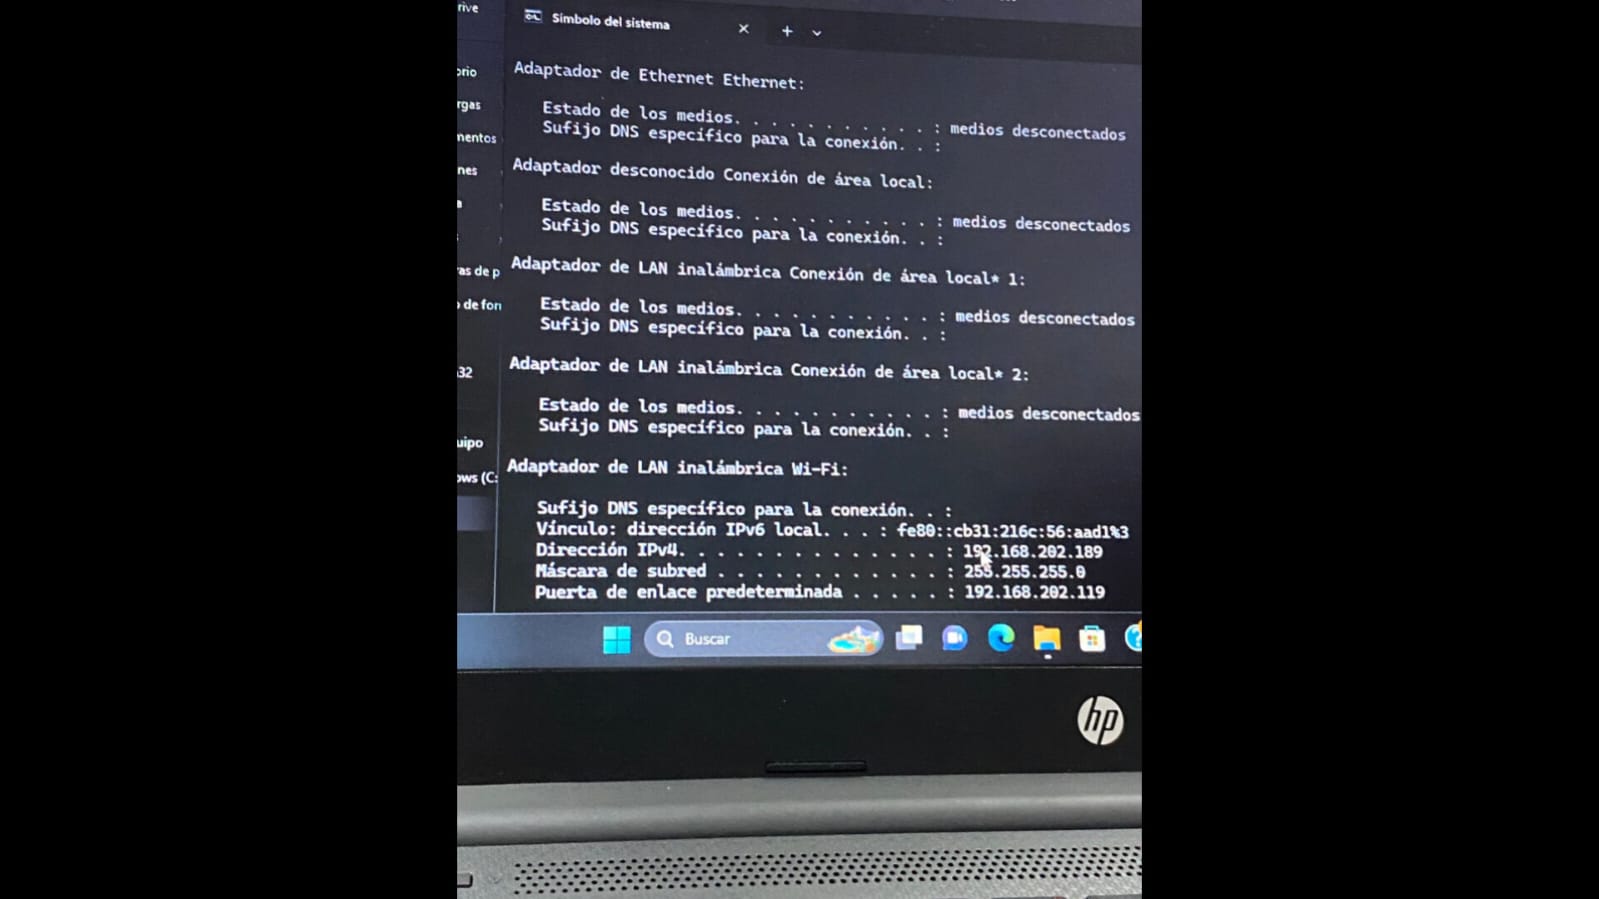 rive
Símbolo del sistema
orio
rgas
mentos
nes
a
as de p
de fon
32
uipo
ows (C:
Adaptador de Ethernet Ethernet:
Estado de los medios. . . . . . . . . . . : medios desconectados
Sufijo DNS específico para la conexión. . :
Adaptador desconocido Conexión de área local:
Estado de los medios. . . . . . . . . . . : medios desconectados
Sufijo DNS específico para la conexión. . :
Adaptador de LAN inalámbrica Conexión de área local* 1:
Estado de los medios. . . . . . . . . . . : medios desconectados
Sufijo DNS específico para la conexión. . :
Adaptador de LAN inalámbrica Conexión de área local* 2:
Estado de los medios. . . . . . . . . . . : medios desconectados
Sufijo DNS específico para la conexión. . :
Adaptador de LAN inalámbrica Wi-Fi:
Sufijo DNS específico para la conexión. . :
Vínculo: dirección IPv6 local. . . : fe80::cb31:216c:56:aad1%3
Dirección IPv4. . . . . . . . . . . . . . : 192.168.202.189
Máscara de subred . . . . . . . . . . . . : 255.255.255.0
Puerta de enlace predeterminada . . . . . : 192.168.202.119
Buscar
hp